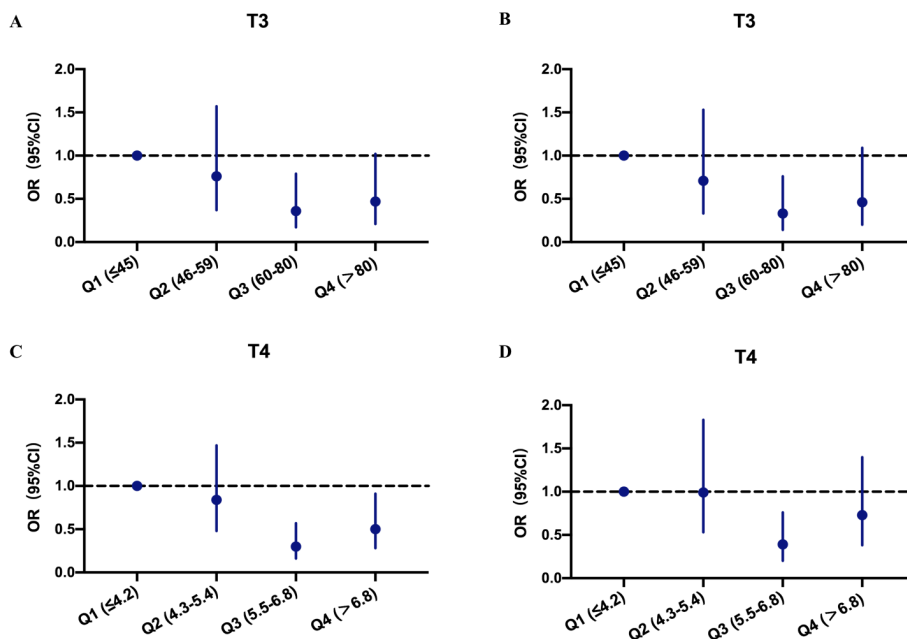 A
T3
OR (95%CI)
2.0
1.5
1.0
0.5
0.0
Q1 (≤45)
Q2 (46-59)
Q3 (60-80)
Q4 (>80)
B
T3
OR (95%CI)
2.0
1.5
1.0
0.5
0.0
Q1 (≤45)
Q2 (46-59)
Q3 (60-80)
Q4 (>80)
C
T4
OR (95%CI)
2.0
1.5
1.0
0.5
0.0
Q1 (≤4.2)
Q2 (4.3-5.4)
Q3 (5.5-6.8)
Q4 (>6.8)
D
T4
OR (95%CI)
2.0
1.5
1.0
0.5
0.0
Q1 (≤4.2)
Q2 (4.3-5.4)
Q3 (5.5-6.8)
Q4 (>6.8)